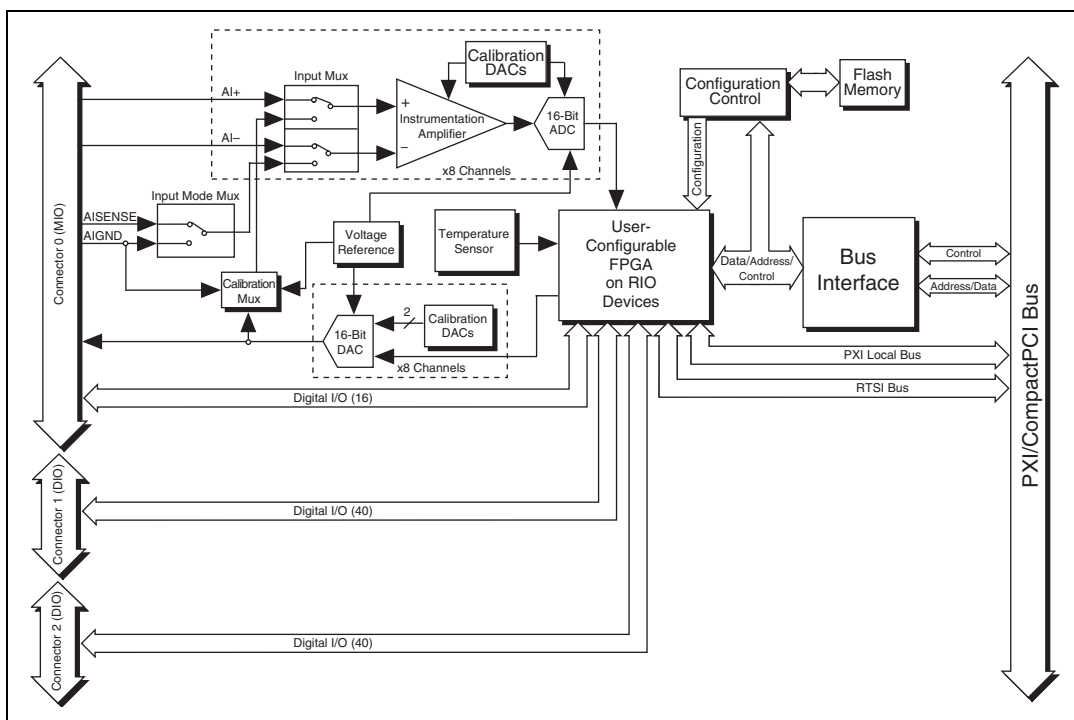 Calibration
DACs
Input Mux
AI+
AI–
+
Instrumentation
Amplifier
–
16-Bit
ADC
x8 Channels
Configuration
Control
Flash
Memory
Configuration
Input Mode Mux
AISENSE
AIGND
Connector 0 (MIO)
Voltage
Reference
Temperature
Sensor
User-
Configurable
FPGA
on RIO
Devices
Data/Address/
Control
Bus
Interface
Control
Address/Data
Calibration
Mux
16-Bit
DAC
2
Calibration
DACs
x8 Channels
PXI Local Bus
RTSI Bus
PXI/CompactPCI Bus
Digital I/O (16)
Connector 1 (DIO)
Digital I/O (40)
Connector 2 (DIO)
Digital I/O (40)